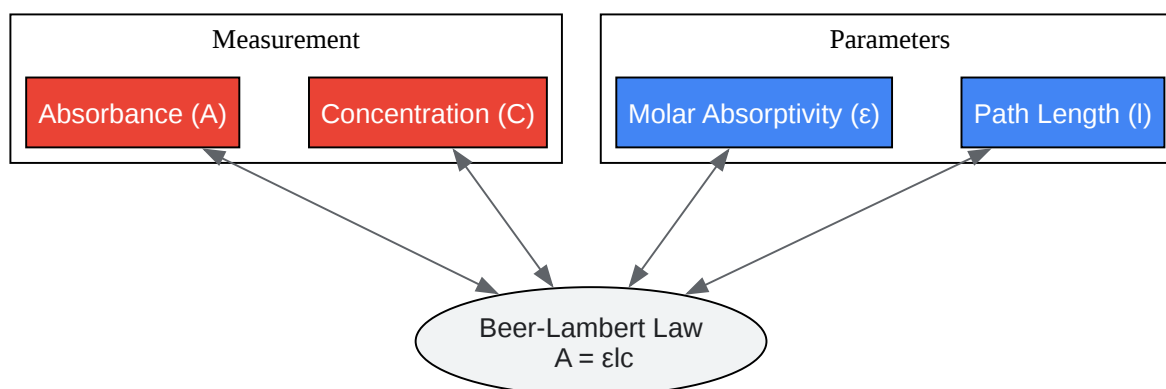 Measurement
Parameters
Absorbance (A)
Concentration (C)
Molar Absorptivity (ε)
Path Length (l)
Beer-Lambert Law
A = εlc